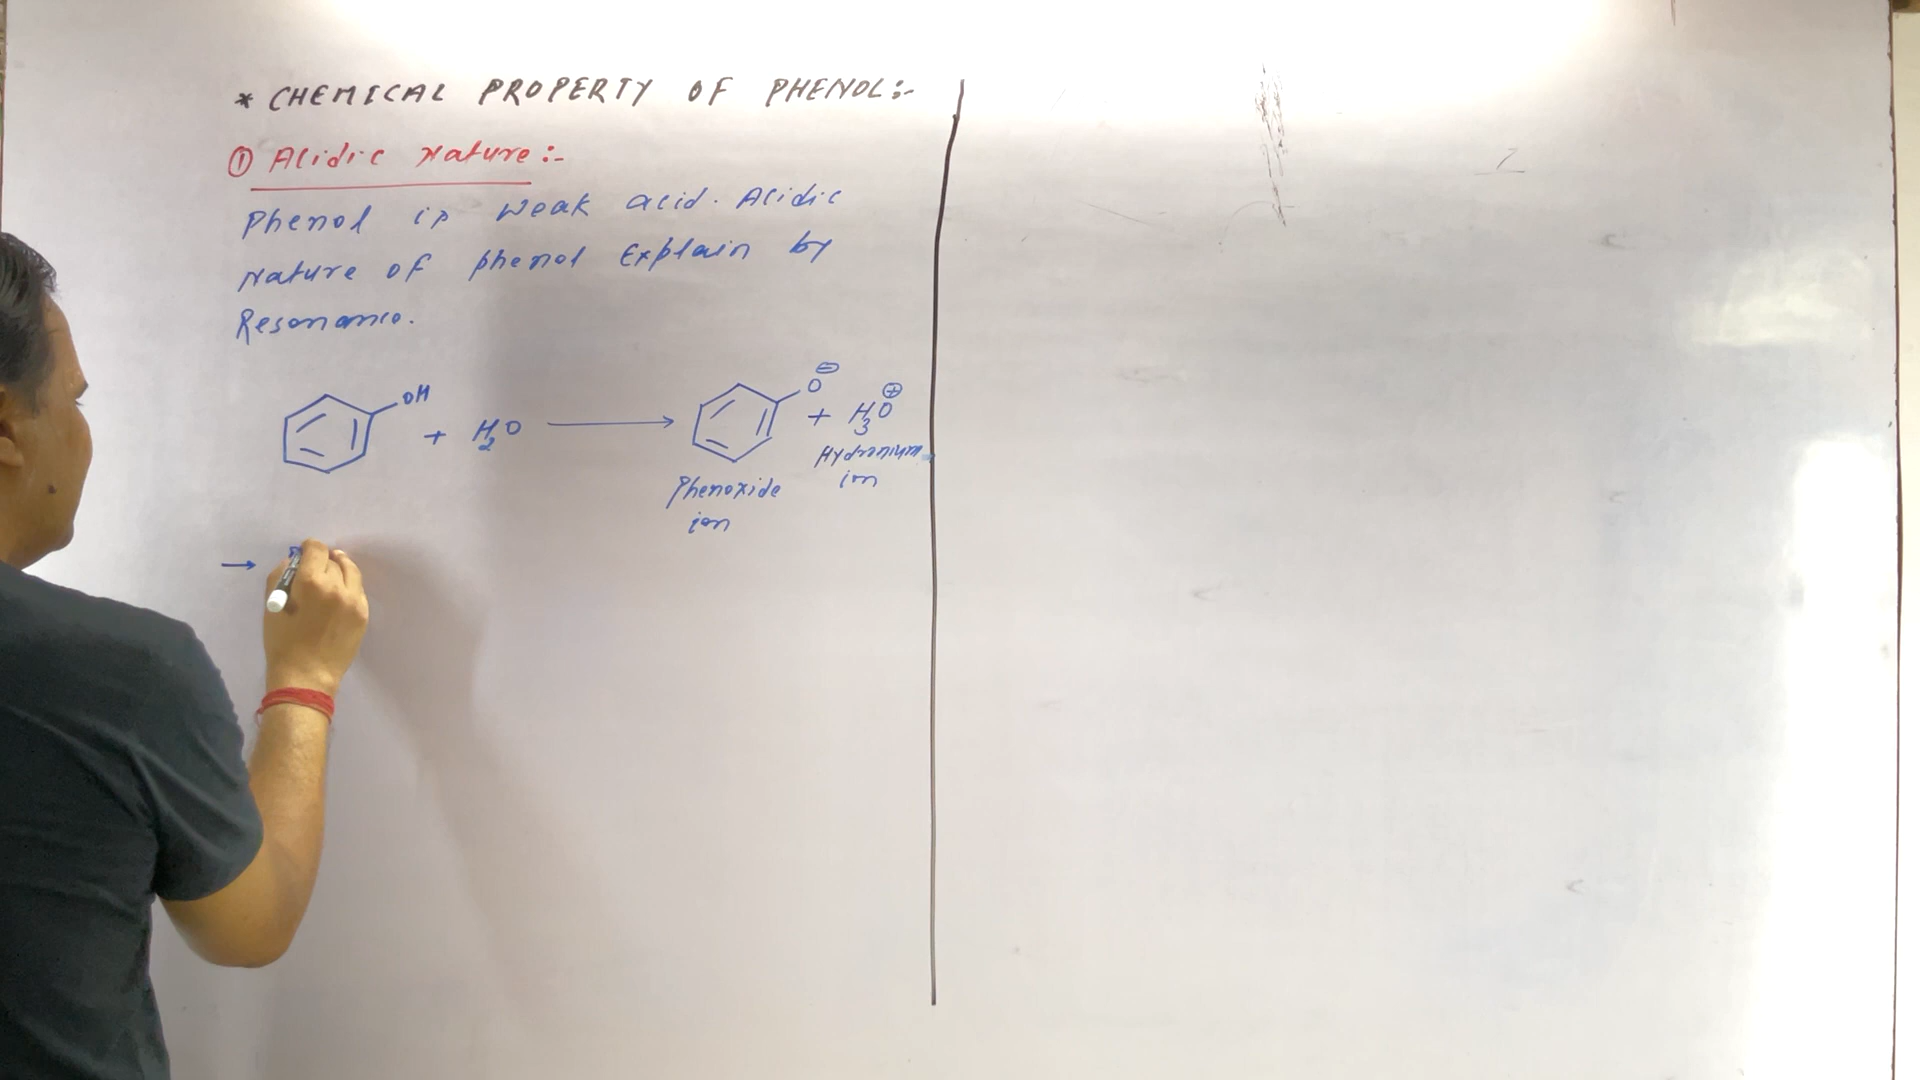 * CHEMICAL PROPERTY OF PHENOL:-
① Acidic Nature:-
Phenol is weak acid. Acidic
Nature of phenol Explain by
Resonance.
OH + H2O ⟶ O⊖ + H3O⊕
Phenoxide ion
Hydronium ion
→